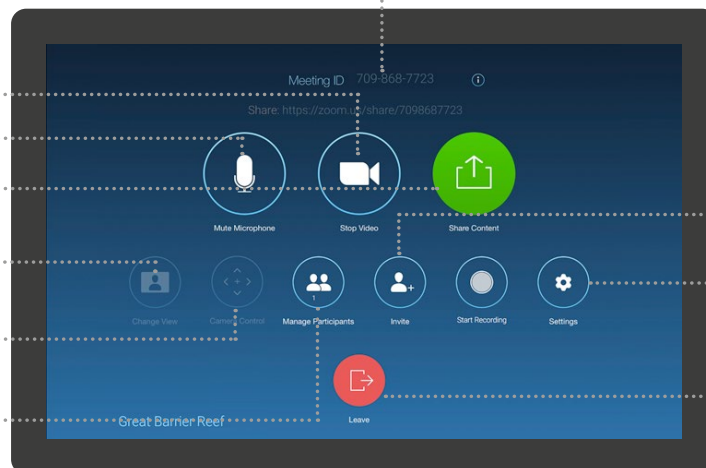 Meeting ID 709-868-7723
Share: https://zoom.us/share/7098687723
Mute Microphone Stop Video Share Content
Change View Camera Control Manage Participants Invite Start Recording Settings
1
Leave
Great Barrier Reef